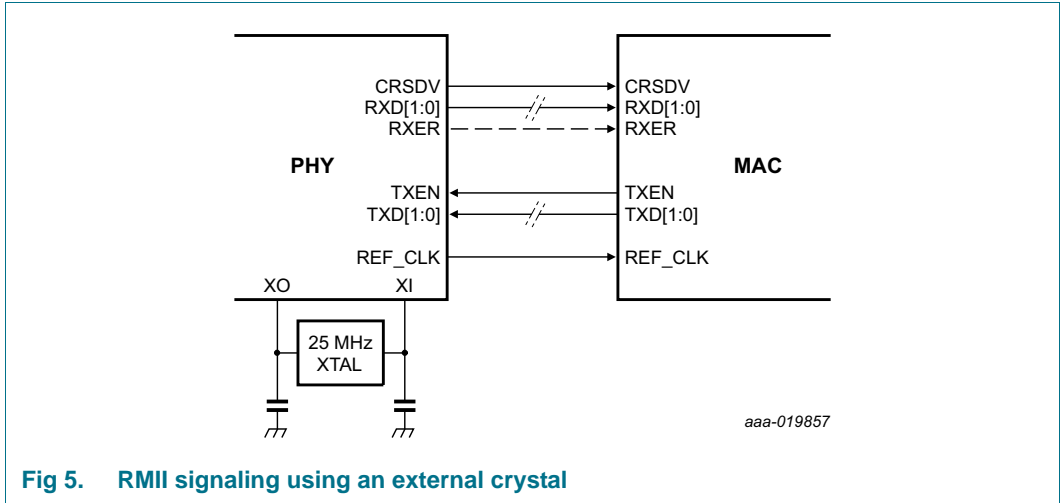 CRSDV CRSDV
RXD[1:0] RXD[1:0]
RXER RXER
PHY MAC
TXEN TXEN
TXD[1:0] TXD[1:0]
REF_CLK REF_CLK
XO XI
25 MHz
XTAL
aaa-019857
Fig 5. RMII signaling using an external crystal